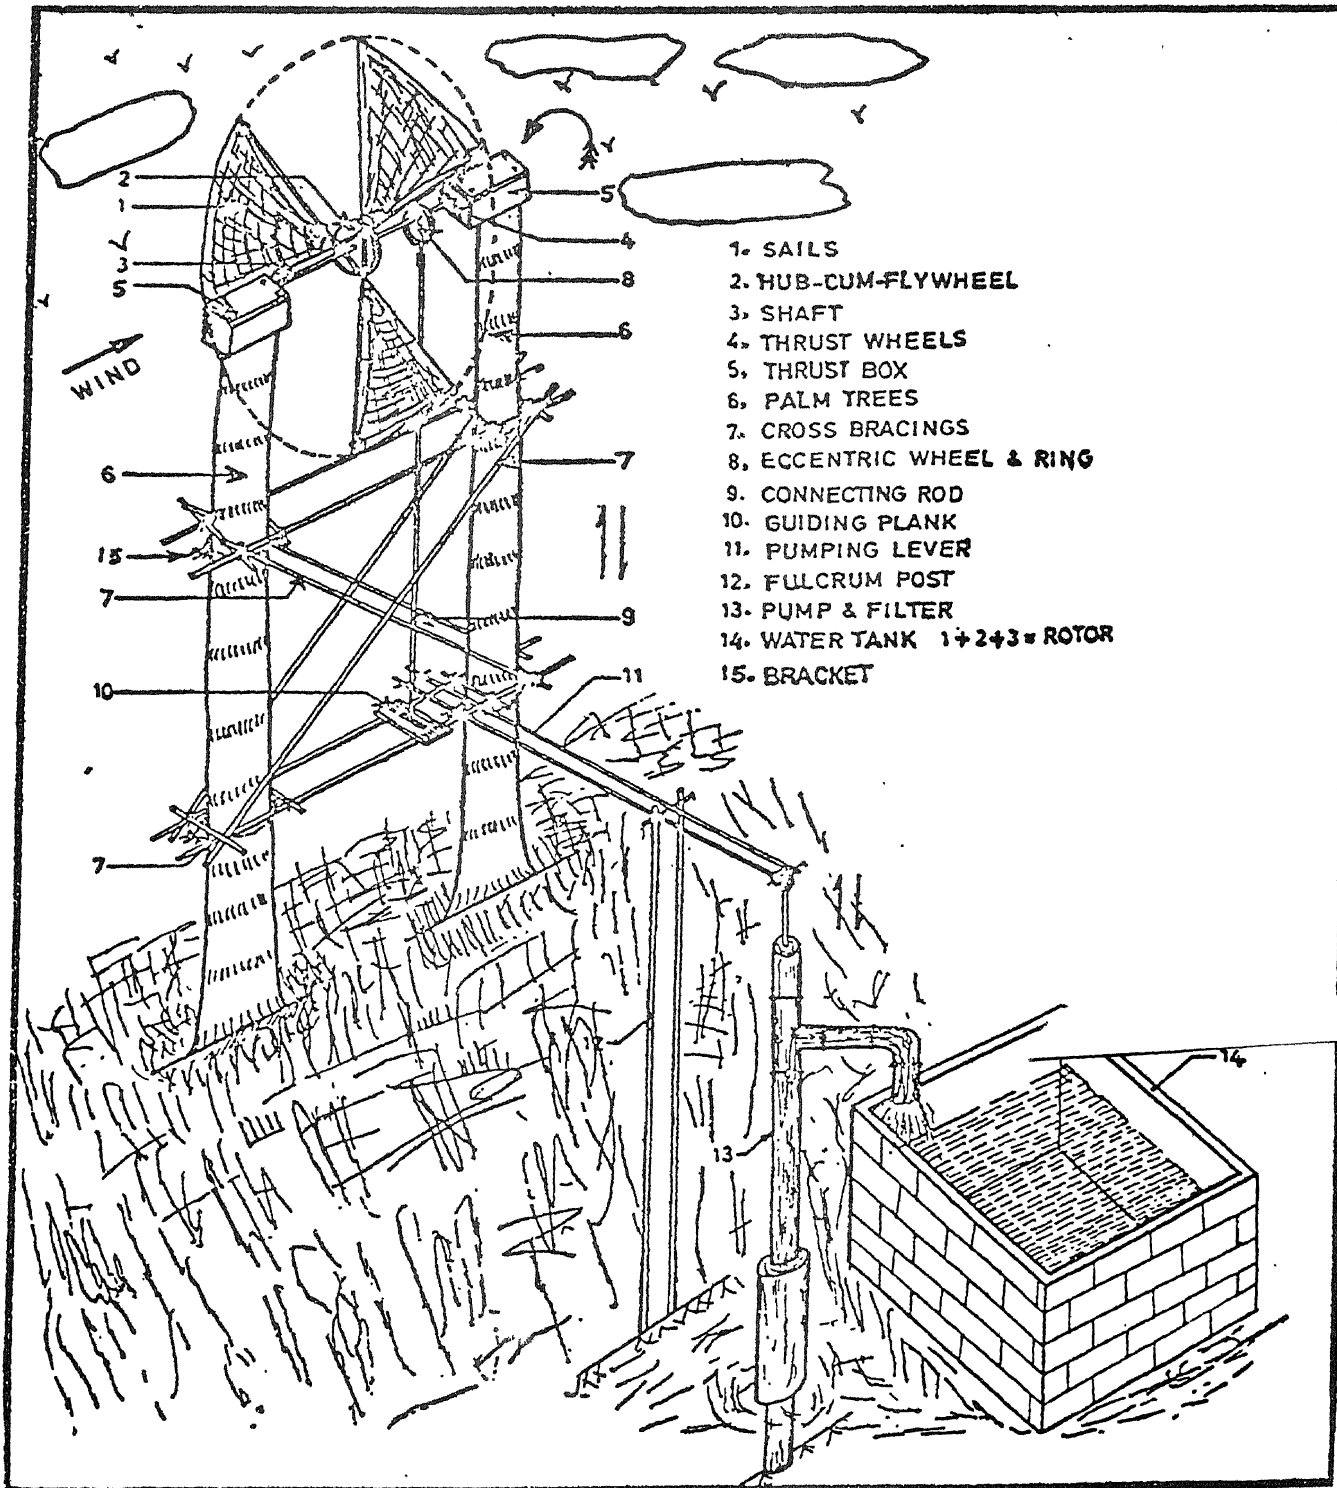 2
1
3
5
WIND
6
15
7
10
7
5
4
8
6
7
9
11
12
13
14
1. SAILS
2. HUB-CUM-FLYWHEEL
3, SHAFT
4. THRUST WHEELS
5, THRUST BOX
6, PALM TREES
7. CROSS BRACINGS
8, ECCENTRIC WHEEL & RING
9. CONNECTING ROD
10. GUIDING PLANK
11. PUMPING LEVER
12. FULCRUM POST
13. PUMP & FILTER
14. WATER TANK 1+2+3= ROTOR
15. BRACKET